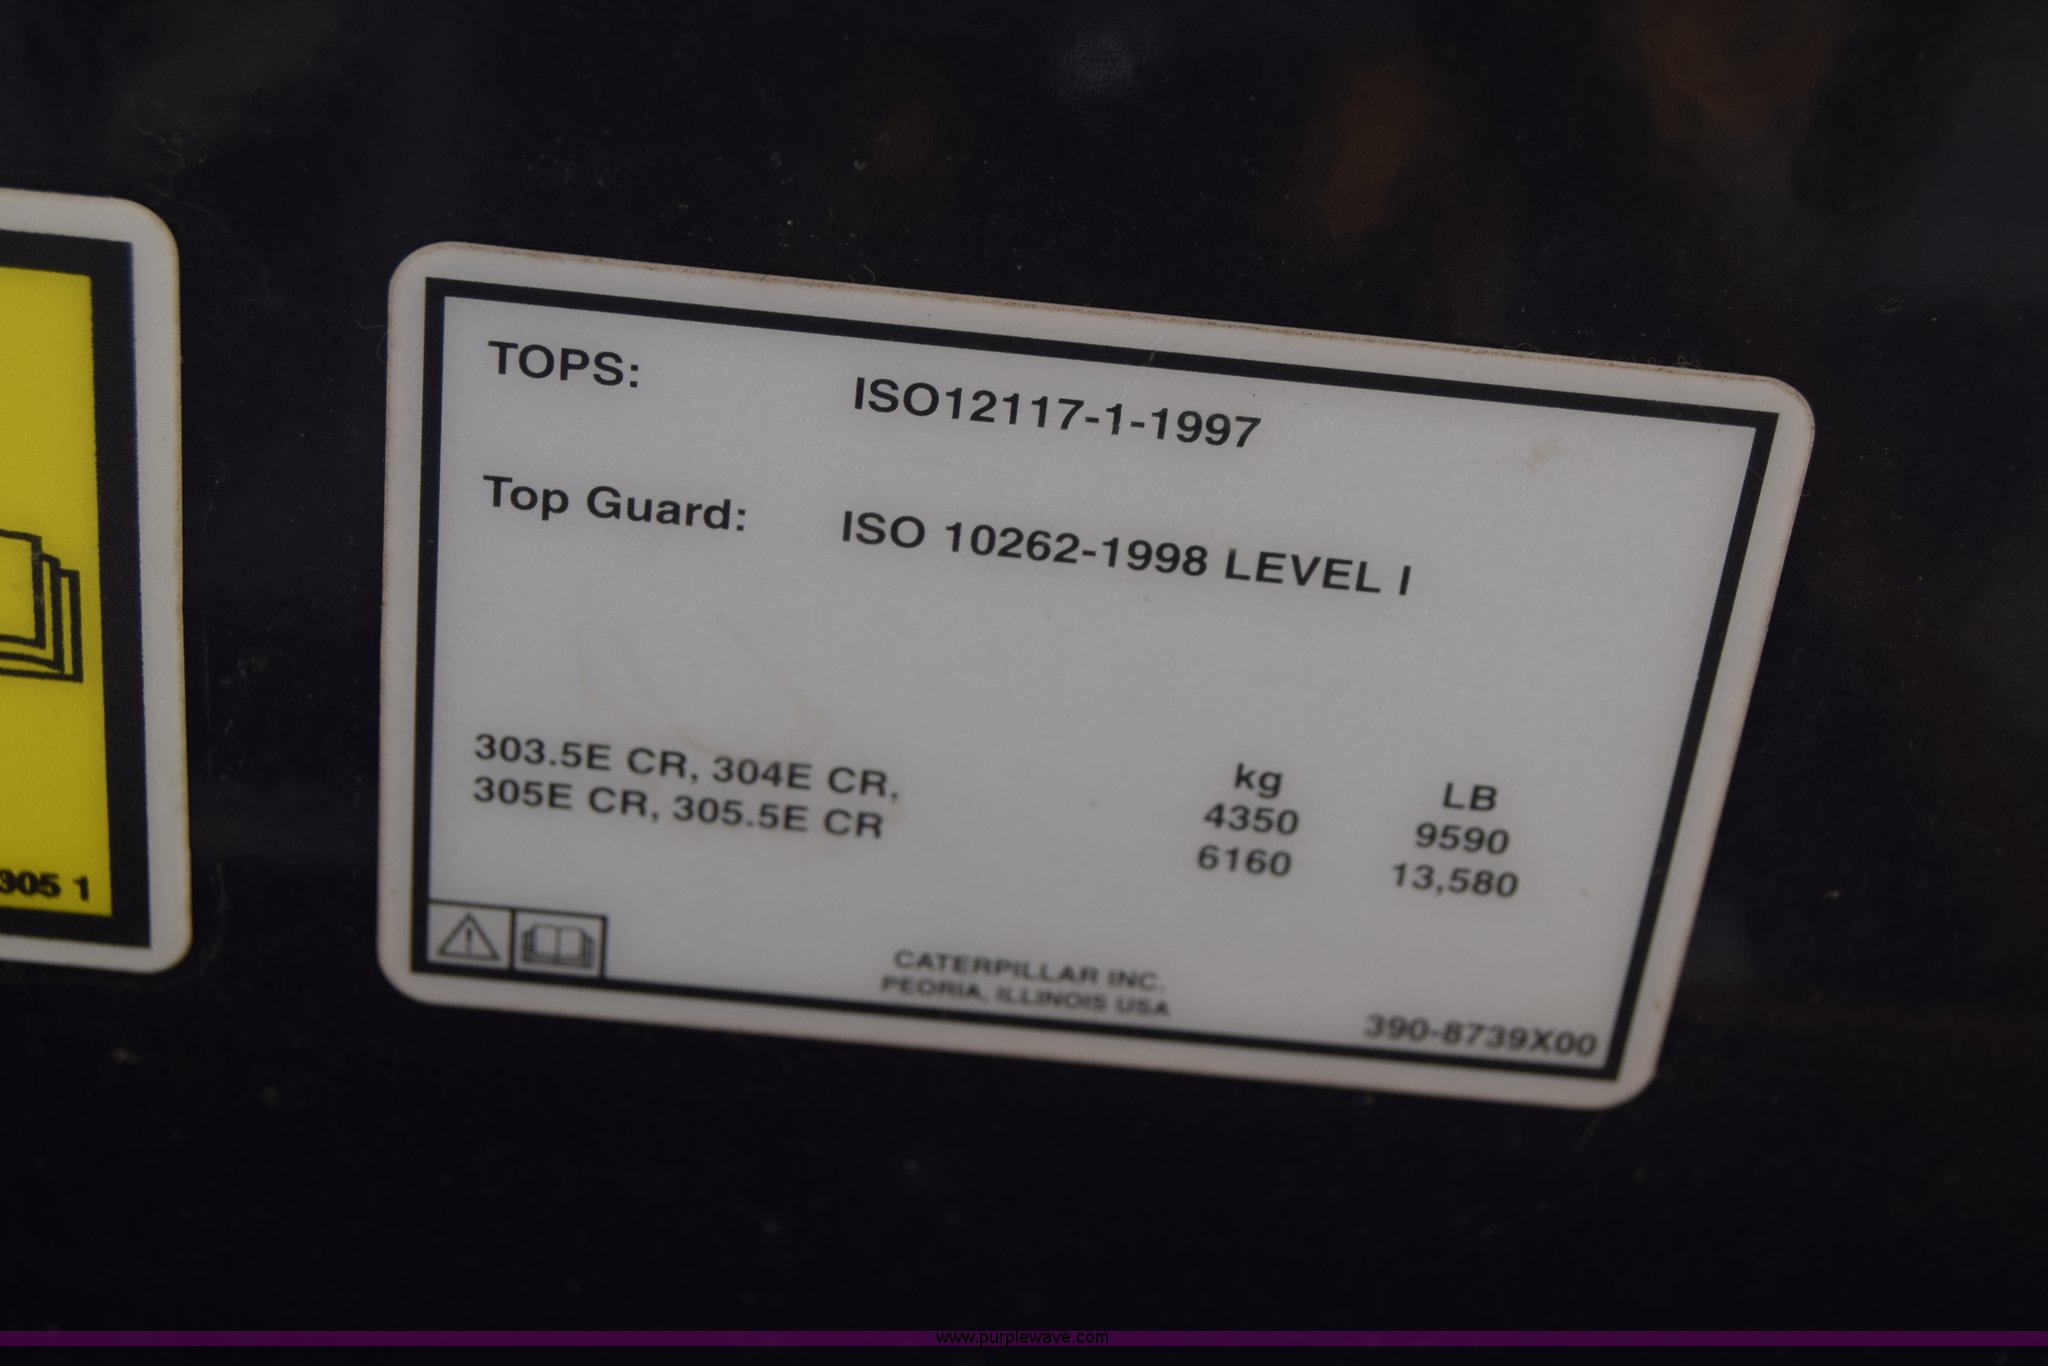 TOPS: ISO12117-1-1997
Top Guard: ISO 10262-1998 LEVEL I
kg LB
303.5E CR, 304E CR, 4350 9590
305E CR, 305.5E CR 6160 13,580
CATERPILLAR INC.
PEORIA, ILLINOIS USA
390-8739X00
305 1
www.purplewave.com